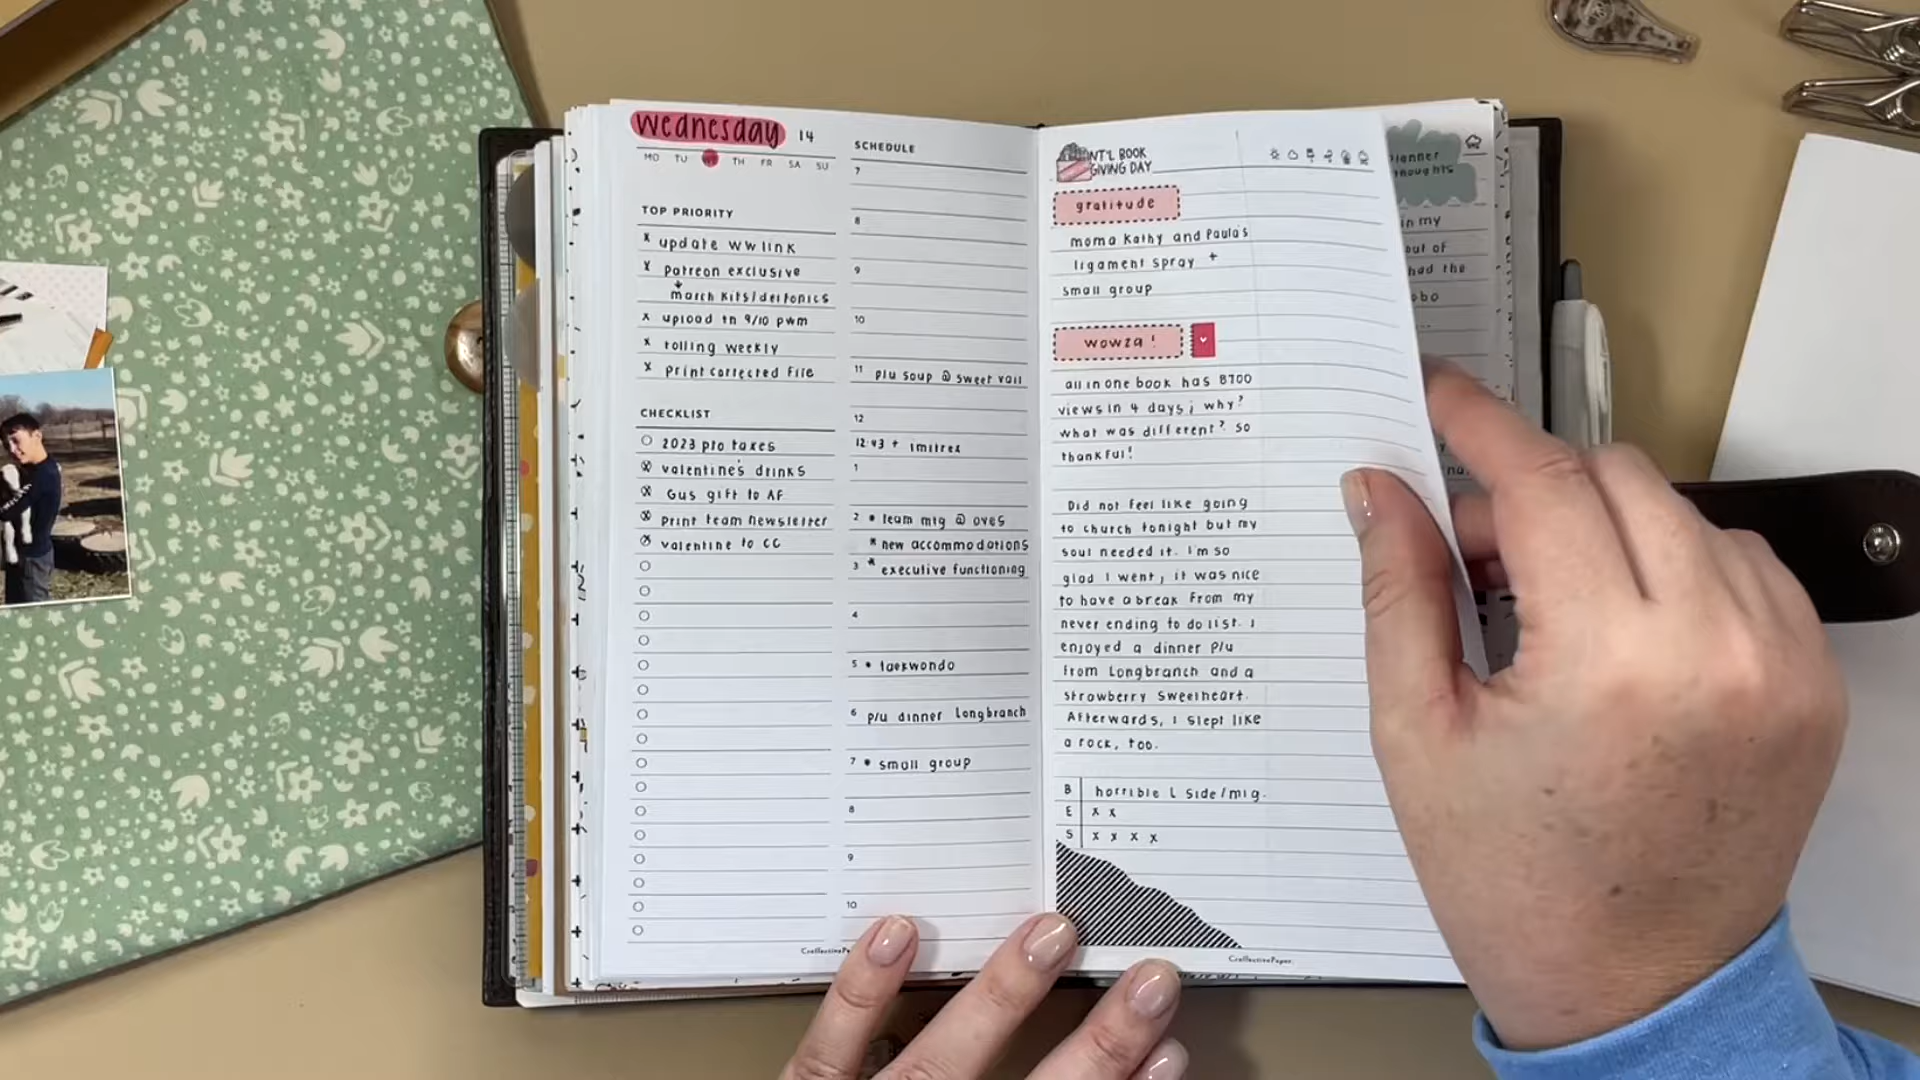 wednesday 14
MO TU WE TH FR SA SU
TOP PRIORITY
x update ww link
x patreon exclusive
march kits/deltonics
x upload tn 9/10 pwm
x rolling weekly
x print corrected file
CHECKLIST
2023 pro taxes
valentine's drinks
Gus gift to AF
print team newsletter
valentine to CC
SCHEDULE
7
8
9
10
11 p/u soup @ sweet vail
12
12:43 + imitrex
1
2 • team mtg @ oves
* new accommodations
3 * executive functioning
4
5 • taekwondo
6 p/u dinner Longbranch
7 • small group
8
9
10
INT'L BOOK
GIVING DAY
gratitude
moma kathy and Paula's
ligament spray +
small group
wowza!
all in one book has 8700
views in 4 days; why?
what was different? so
thankful!
Did not feel like going
to church tonight but my
soul needed it. I'm so
glad I went, it was nice
to have a break from my
never ending to do list. I
enjoyed a dinner p/u
from Longbranch and a
strawberry sweetheart.
Afterwards, I slept like
a rock, too.
B horrible L side/mig.
E x x
S x x x x
CraftectivePaper.
planner
thoughts
in my
out of
had the